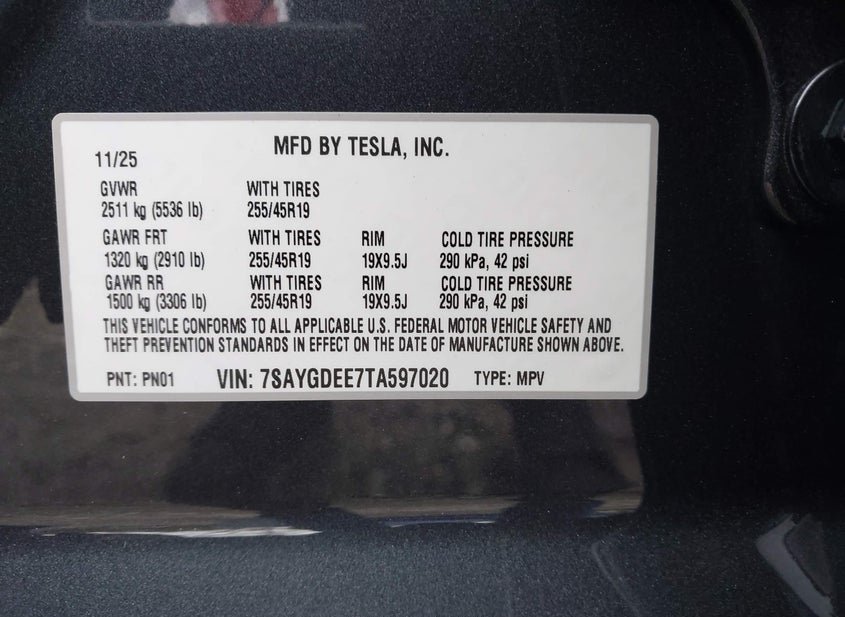 MFD BY TESLA, INC.
11/25
GVWR WITH TIRES
2511 kg (5536 lb) 255/45R19
GAWR FRT WITH TIRES RIM COLD TIRE PRESSURE
1320 kg (2910 lb) 255/45R19 19X9.5J 290 kPa, 42 psi
GAWR RR WITH TIRES RIM COLD TIRE PRESSURE
1500 kg (3306 lb) 255/45R19 19X9.5J 290 kPa, 42 psi
THIS VEHICLE CONFORMS TO ALL APPLICABLE U.S. FEDERAL MOTOR VEHICLE SAFETY AND
THEFT PREVENTION STANDARDS IN EFFECT ON THE DATE OF MANUFACTURE SHOWN ABOVE.
PNT: PN01 VIN: 7SAYGDEE7TA597020 TYPE: MPV